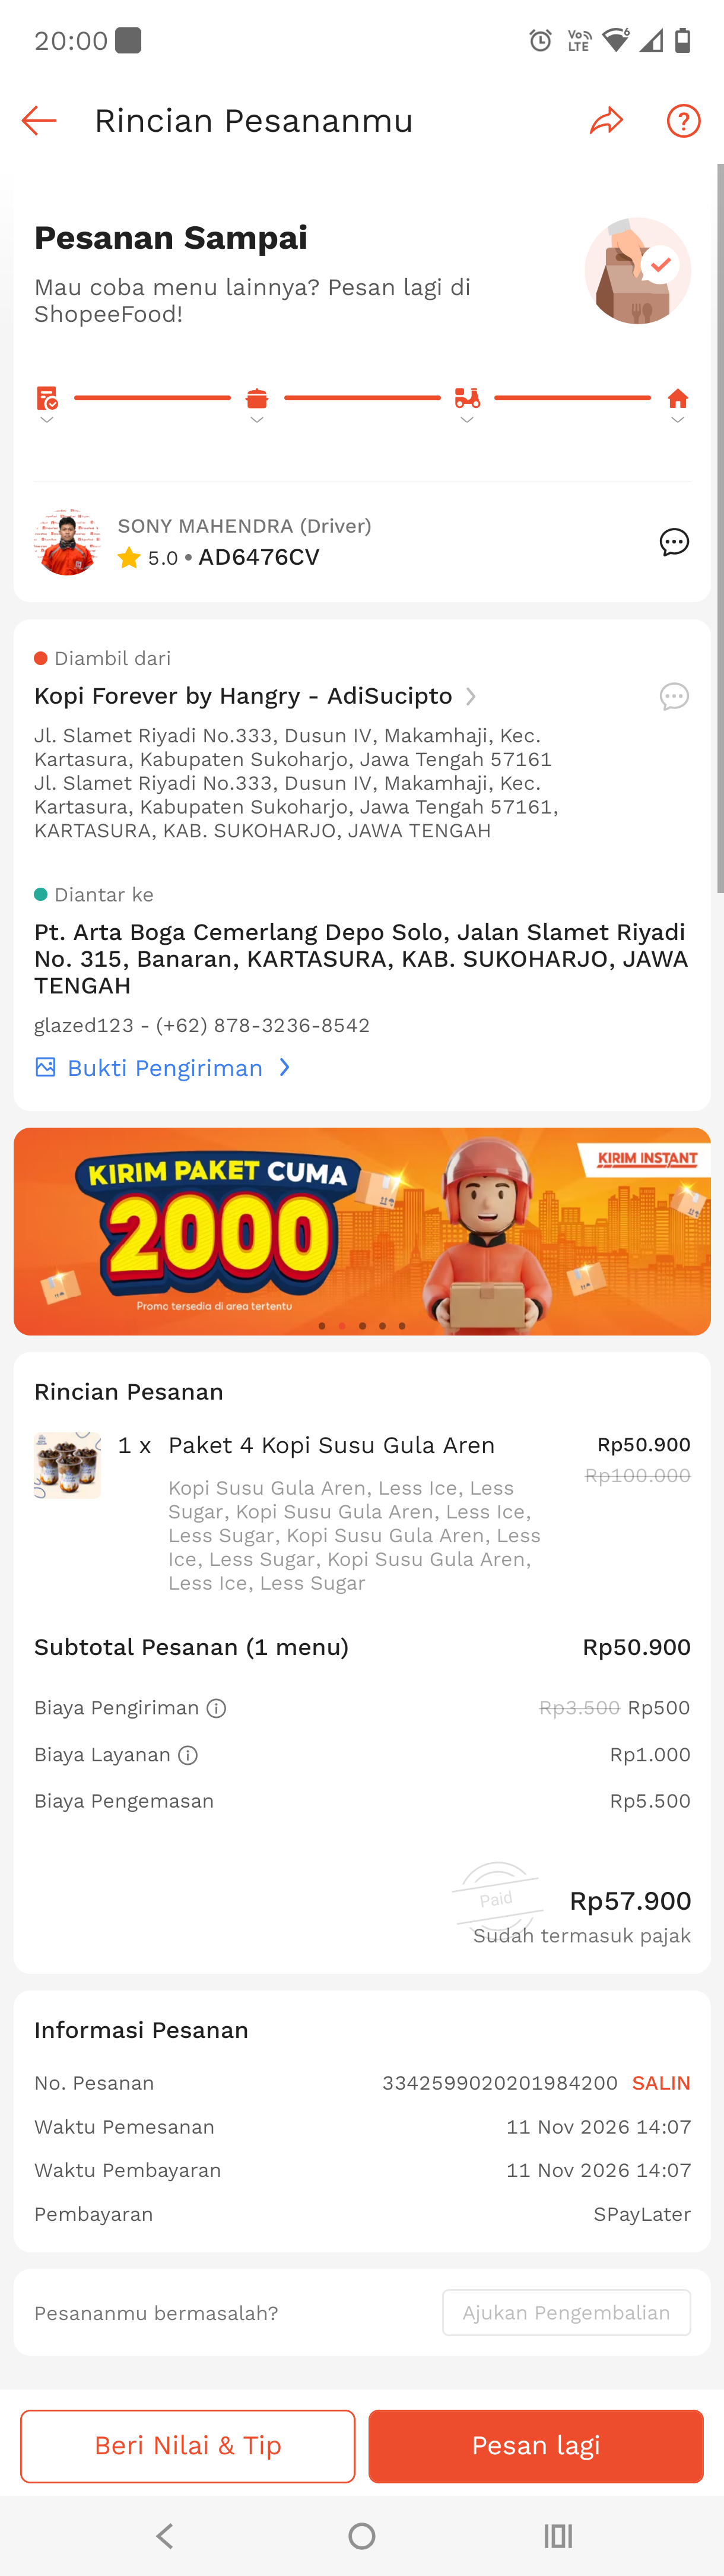 20:00
Vo))
LTE
6
Rincian Pesananmu
?
Pesanan Sampai
Mau coba menu lainnya? Pesan lagi di
ShopeeFood!
SONY MAHENDRA (Driver)
5.0 • AD6476CV
Diambil dari
Kopi Forever by Hangry - AdiSucipto
Jl. Slamet Riyadi No.333, Dusun IV, Makamhaji, Kec.
Kartasura, Kabupaten Sukoharjo, Jawa Tengah 57161
Jl. Slamet Riyadi No.333, Dusun IV, Makamhaji, Kec.
Kartasura, Kabupaten Sukoharjo, Jawa Tengah 57161,
KARTASURA, KAB. SUKOHARJO, JAWA TENGAH
Diantar ke
Pt. Arta Boga Cemerlang Depo Solo, Jalan Slamet Riyadi
No. 315, Banaran, KARTASURA, KAB. SUKOHARJO, JAWA
TENGAH
glazed123 - (+62) 878-3236-8542
Bukti Pengiriman
KIRIM PAKET CUMA
2000
Promo tersedia di area tertentu
KIRIM INSTANT
Rincian Pesanan
1 x Paket 4 Kopi Susu Gula Aren Rp50.900
Rp100.000
Kopi Susu Gula Aren, Less Ice, Less
Sugar, Kopi Susu Gula Aren, Less Ice,
Less Sugar, Kopi Susu Gula Aren, Less
Ice, Less Sugar, Kopi Susu Gula Aren,
Less Ice, Less Sugar
Subtotal Pesanan (1 menu) Rp50.900
Biaya Pengiriman Rp3.500 Rp500
Biaya Layanan Rp1.000
Biaya Pengemasan Rp5.500
Paid
Rp57.900
Sudah termasuk pajak
Informasi Pesanan
No. Pesanan 3342599020201984200 SALIN
Waktu Pemesanan 11 Nov 2026 14:07
Waktu Pembayaran 11 Nov 2026 14:07
Pembayaran SPayLater
Pesananmu bermasalah? Ajukan Pengembalian
Beri Nilai & Tip
Pesan lagi